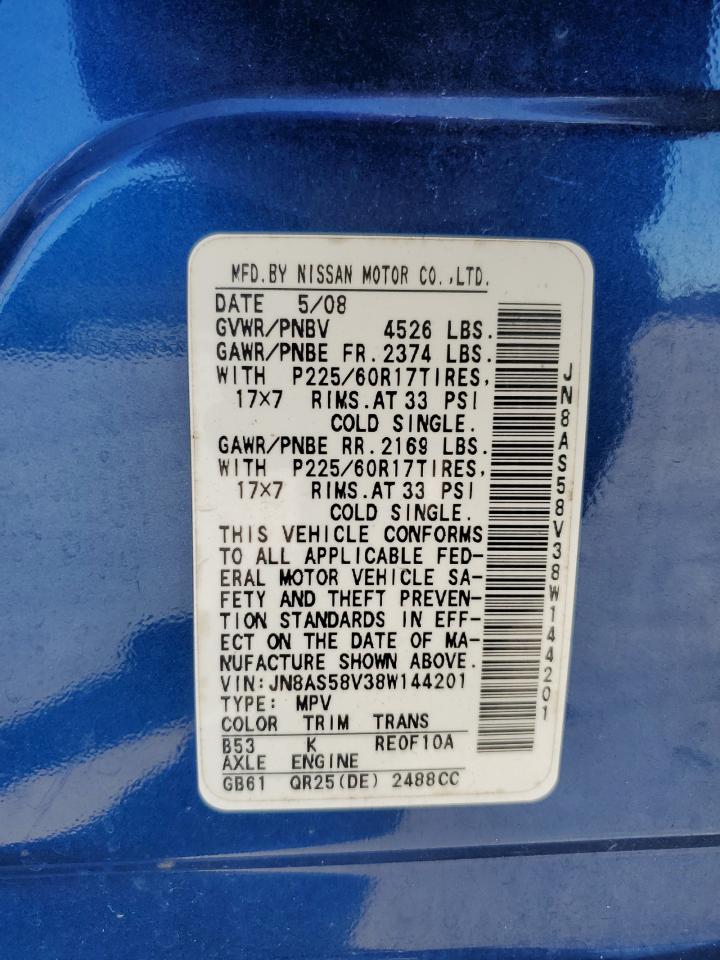 MFD.BY NISSAN MOTOR CO.,LTD.
DATE 5/08
GVWR/PNBV 4526 LBS.
GAWR/PNBE FR.2374 LBS.
WITH P225/60R17TIRES,
17×7 RIMS.AT 33 PSI
COLD SINGLE.
GAWR/PNBE RR.2169 LBS.
WITH P225/60R17TIRES,
17×7 RIMS.AT 33 PSI
COLD SINGLE.
THIS VEHICLE CONFORMS
TO ALL APPLICABLE FED-
ERAL MOTOR VEHICLE SA-
FETY AND THEFT PREVEN-
TION STANDARDS IN EFF-
ECT ON THE DATE OF MA-
NUFACTURE SHOWN ABOVE.
VIN:JN8AS58V38W144201
TYPE: MPV
COLOR TRIM TRANS
B53 K RE0F10A
AXLE ENGINE
GB61 QR25(DE) 2488CC
JN8AS58V38W144201